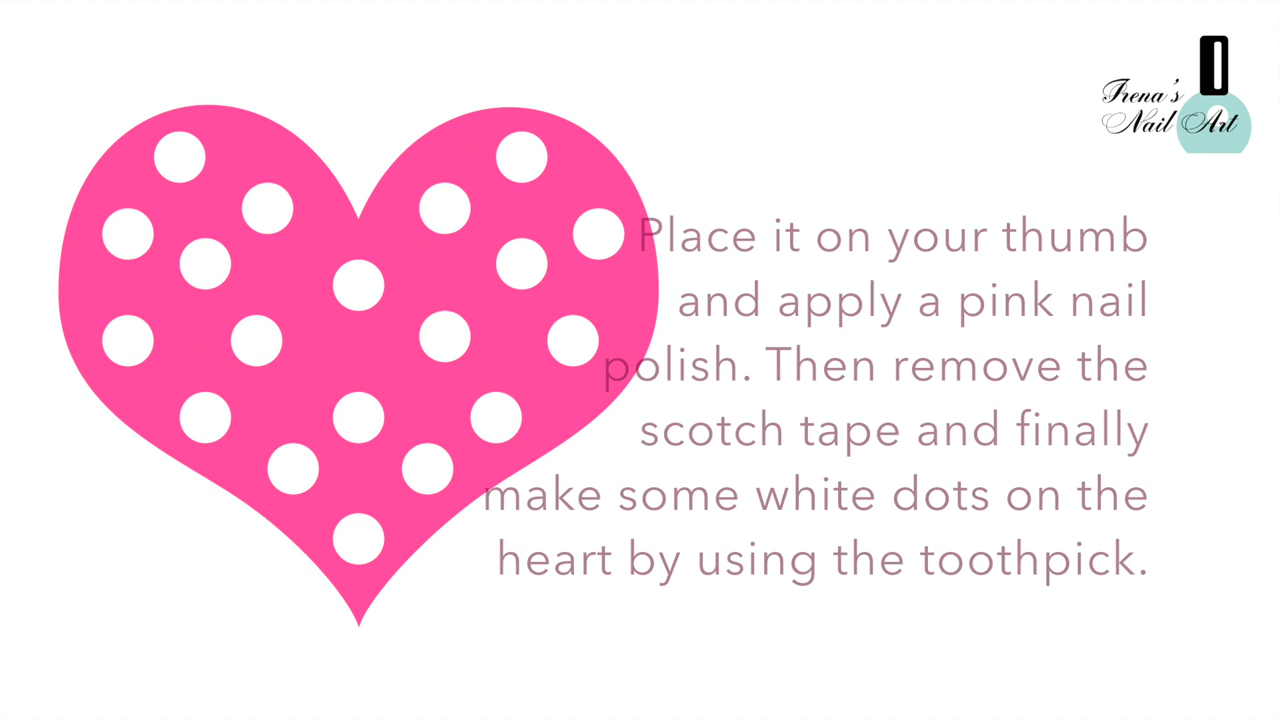 Irena's
Nail Art
Place it on your thumb
and apply a pink nail
polish. Then remove the
scotch tape and finally
make some white dots on the
heart by using the toothpick.